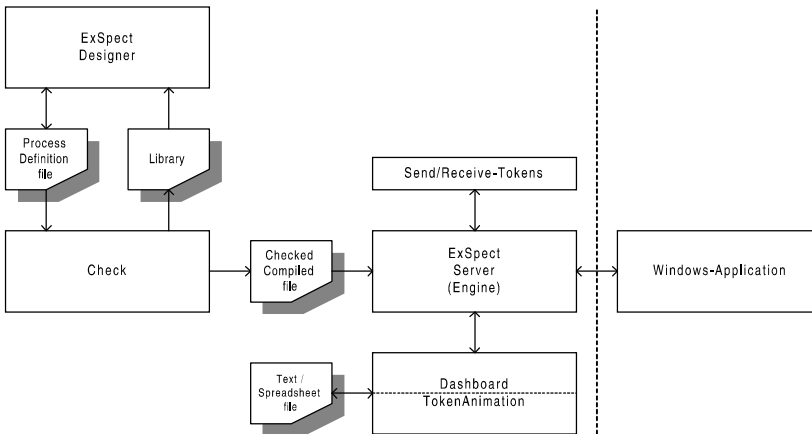 ExSpect
Designer
Process
Definition
file
Library
Send/Receive-Tokens
Check
Checked
Compiled
file
ExSpect
Server
(Engine)
Windows-Application
Text /
Spreadsheet
file
Dashboard
TokenAnimation